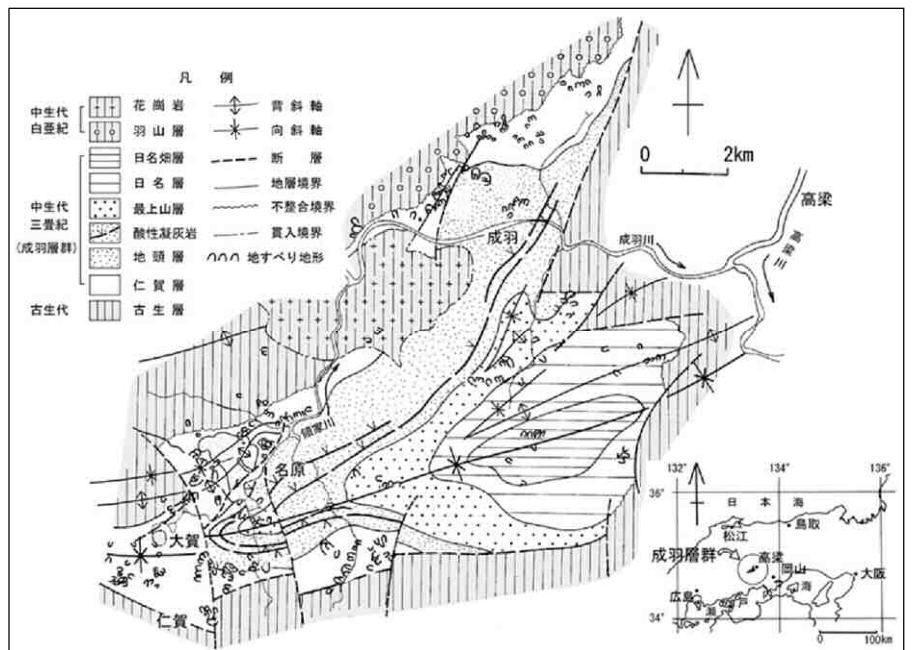 凡 例
中生代
白亜紀
花崗岩
羽山層
中生代
三畳紀
(成羽層群)
日名畑層
日名層
最上山層
酸性凝灰岩
地頭層
仁賀層
古生代
古生層
背斜軸
向斜軸
断層
地層境界
不整合境界
貫入境界
地すべり地形
0 2km
高梁
成羽
成羽川
高梁川
領家川
名原
大賀
仁賀
132°
134°
136°
36°
日本海
松江
鳥取
成羽層群
高梁
岡山
大阪
広島
瀬戸内海
34°
0 100km